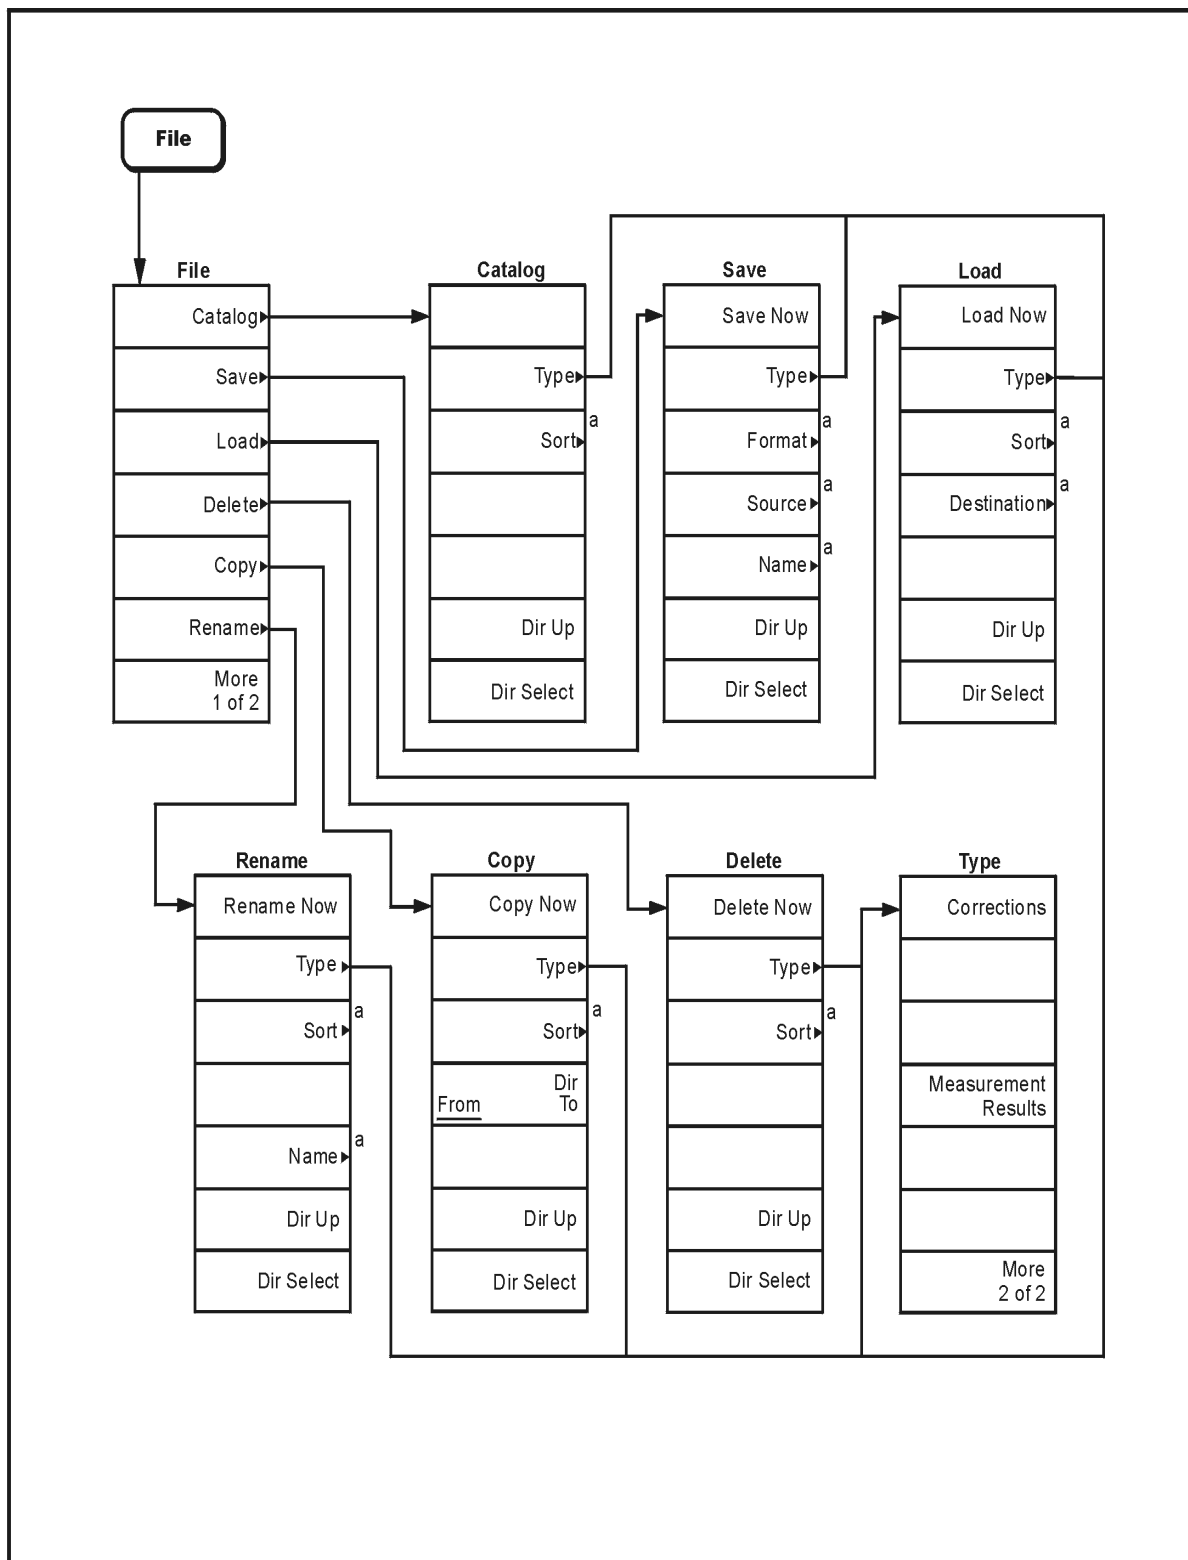 File
File
Catalog
Save
Load
Delete
Copy
Rename
More
1 of 2
Catalog
Type
a
Sort
Dir Up
Dir Select
Save
Save Now
Type
a
Format
a
Source
a
Name
Dir Up
Dir Select
Load
Load Now
Type
a
Sort
a
Destination
Dir Up
Dir Select
Rename
Rename Now
Type
a
Sort
a
Name
Dir Up
Dir Select
Copy
Copy Now
Type
a
Sort
Dir
From To
Dir Up
Dir Select
Delete
Delete Now
Type
a
Sort
Dir Up
Dir Select
Type
Corrections
Measurement
Results
More
2 of 2